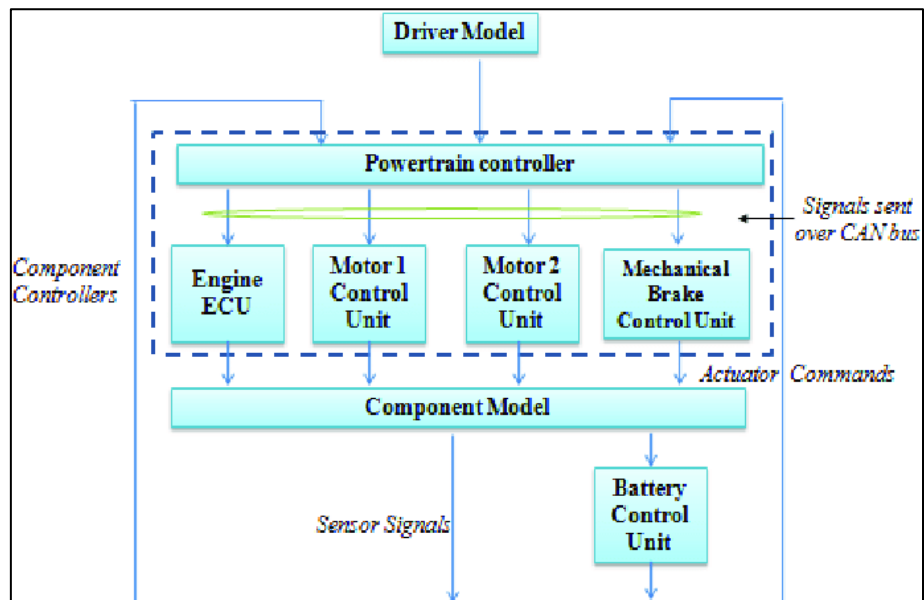 Driver Model
Powertrain controller
Signals sent
over CAN bus
Component
Controllers
Engine
ECU
Motor 1
Control
Unit
Motor 2
Control
Unit
Mechanical
Brake
Control Unit
Actuator Commands
Component Model
Sensor Signals
Battery
Control
Unit